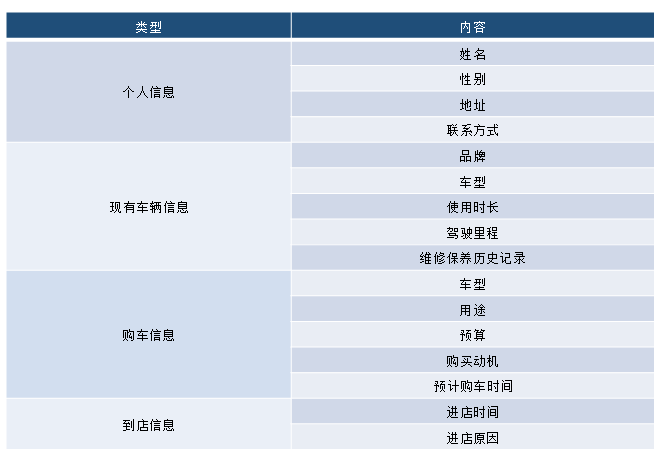 类型 内容
个人信息
姓名
性别
地址
联系方式
现有车辆信息
品牌
车型
使用时长
驾驶里程
维修保养历史记录
购车信息
车型
用途
预算
购买动机
预计购车时间
到店信息
进店时间
进店原因